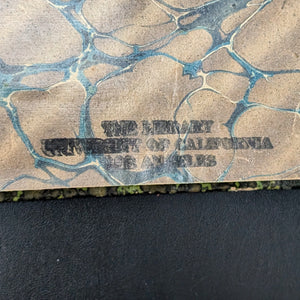 THE LIBRARY
UNIVERSITY OF CALIFORNIA
LOS ANGELES